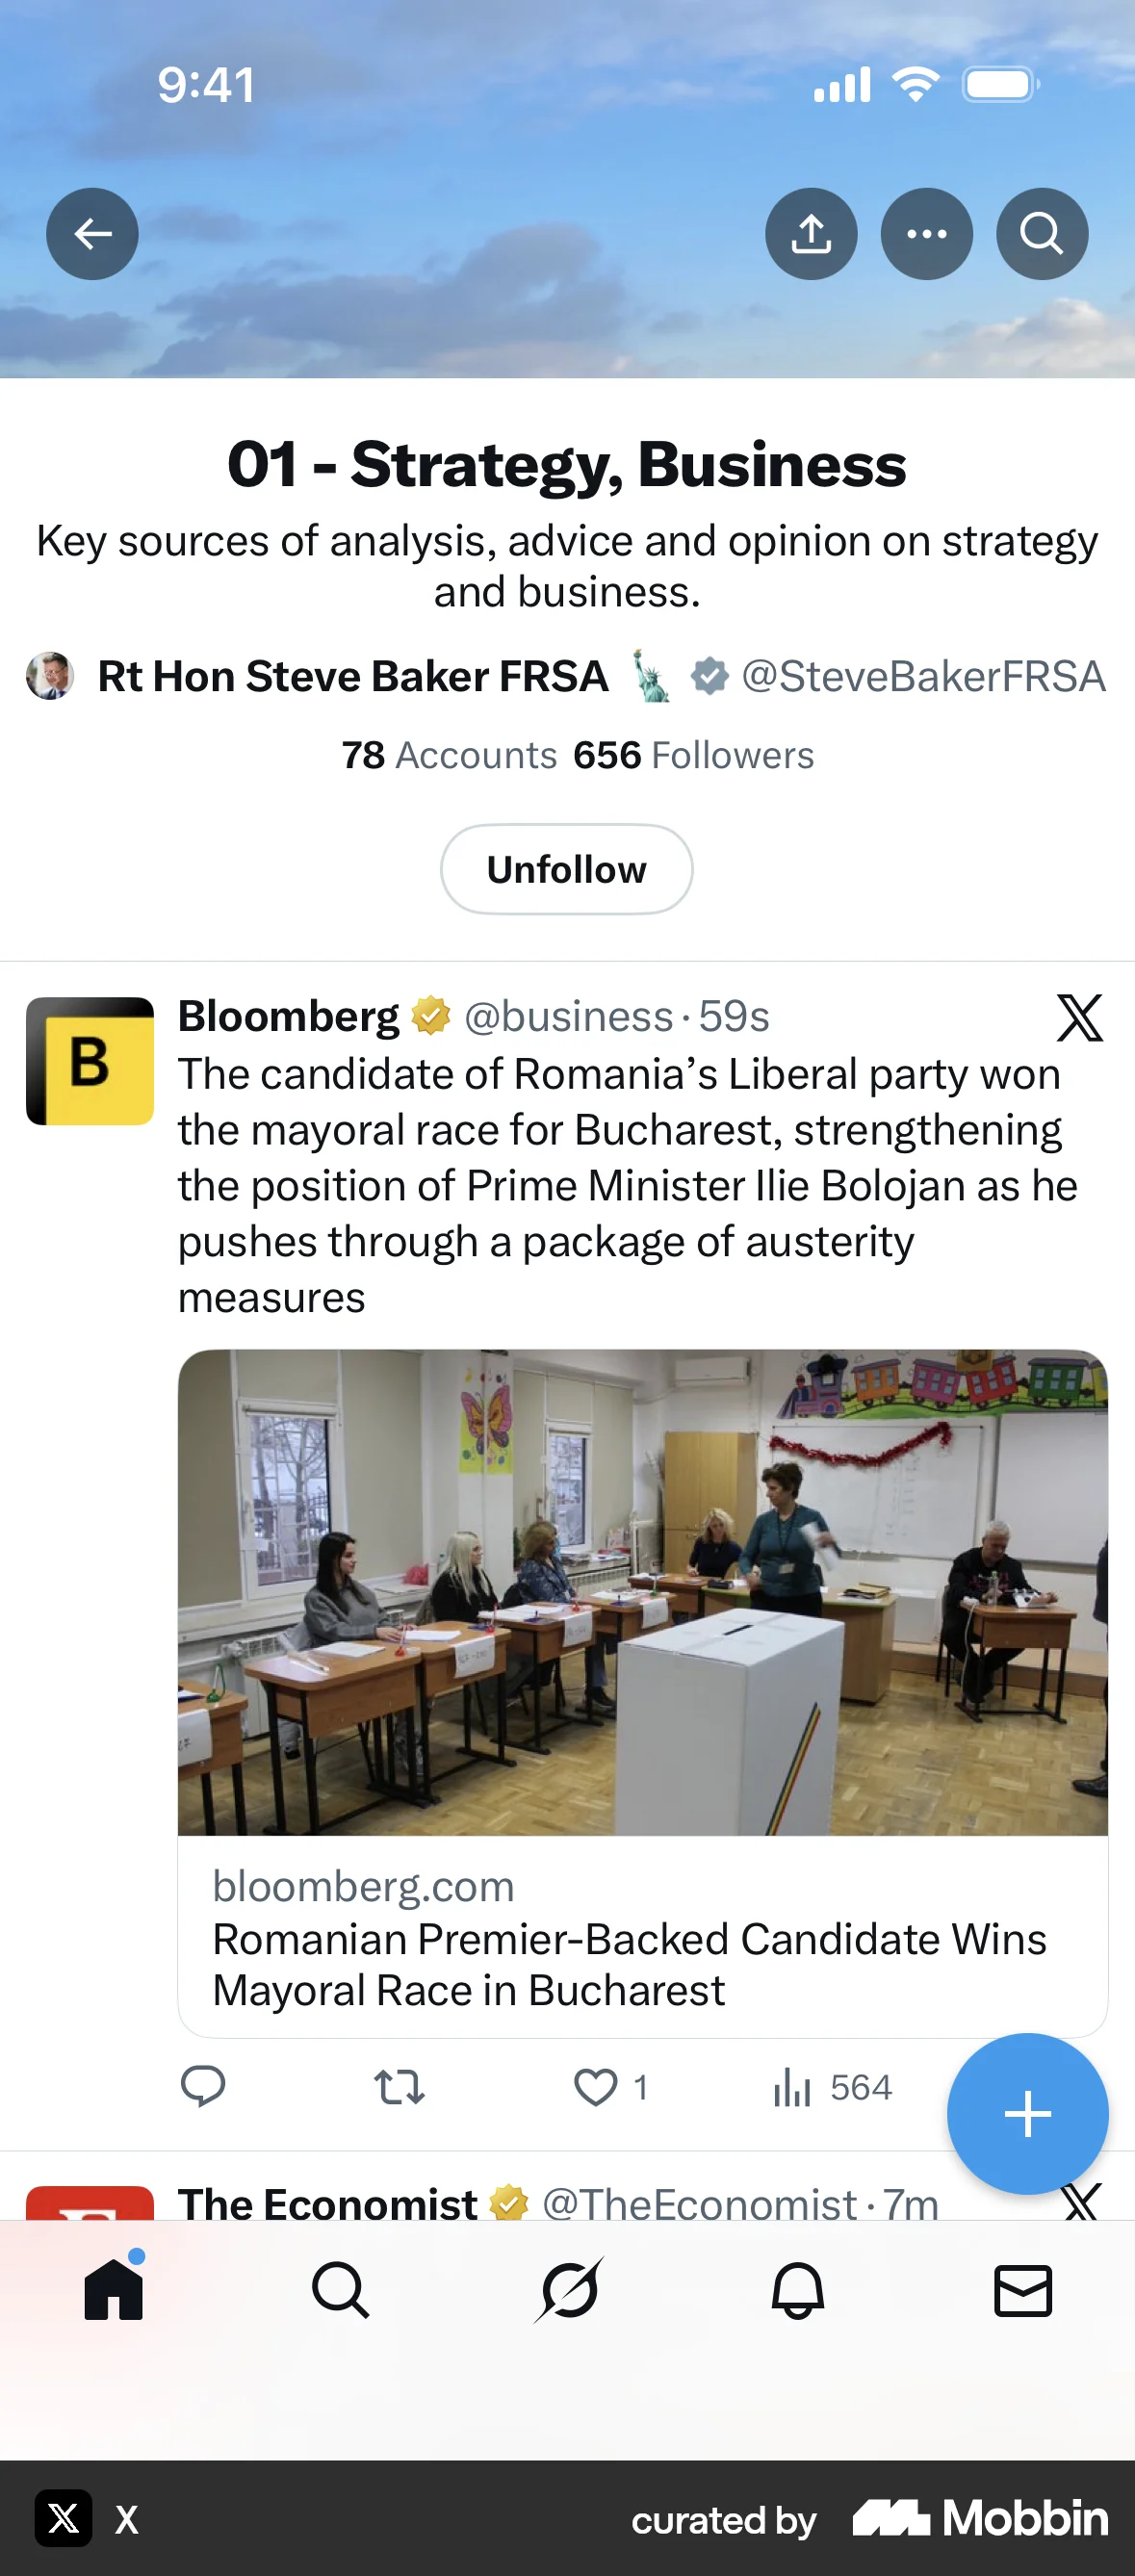 9:41
01 - Strategy, Business
Key sources of analysis, advice and opinion on strategy
and business.
Rt Hon Steve Baker FRSA 🗽 @SteveBakerFRSA
78 Accounts 656 Followers
Unfollow
B
Bloomberg @business · 59s
The candidate of Romania’s Liberal party won
the mayoral race for Bucharest, strengthening
the position of Prime Minister Ilie Bolojan as he
pushes through a package of austerity
measures
bloomberg.com
Romanian Premier-Backed Candidate Wins
Mayoral Race in Bucharest
1 564
The Economist @TheEconomist · 7m
X
curated by Mobbin